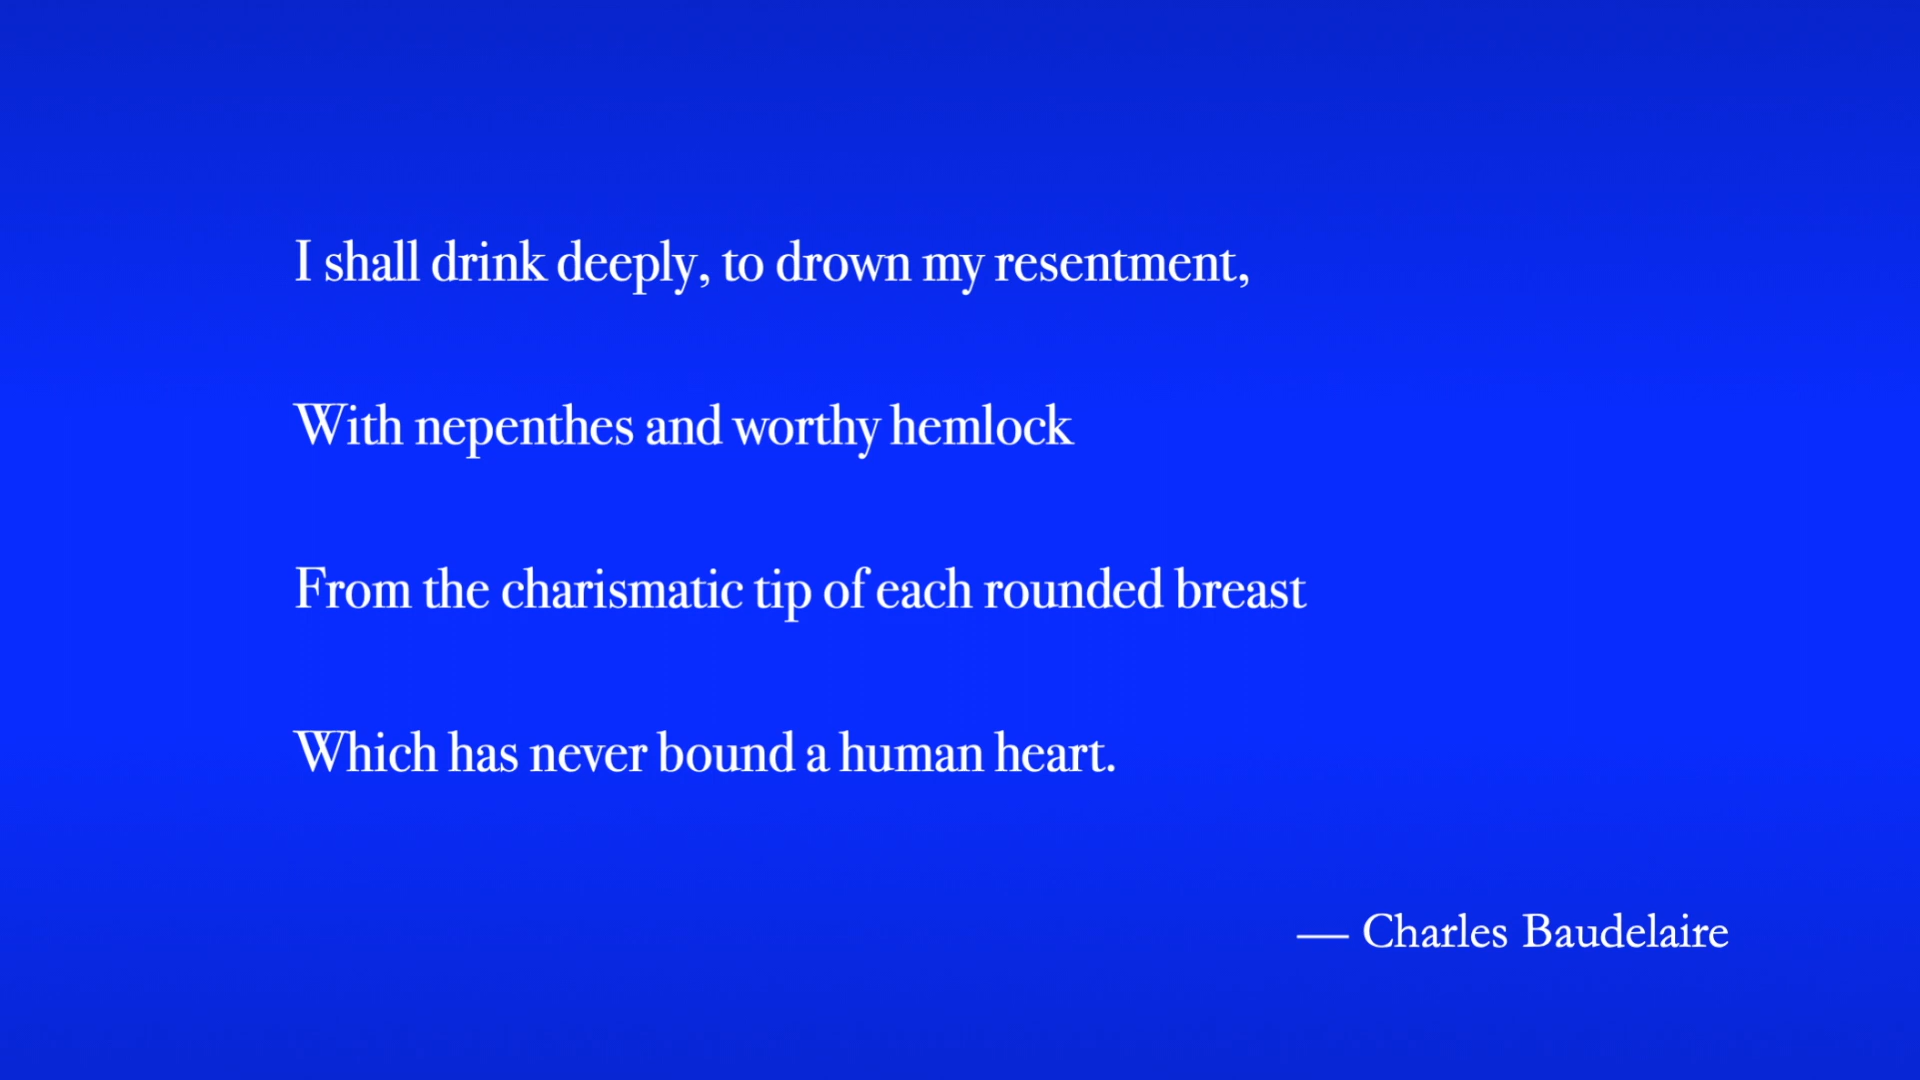 I shall drink deeply, to drown my resentment,
With nepenthes and worthy hemlock
From the charismatic tip of each rounded breast
Which has never bound a human heart.
— Charles Baudelaire